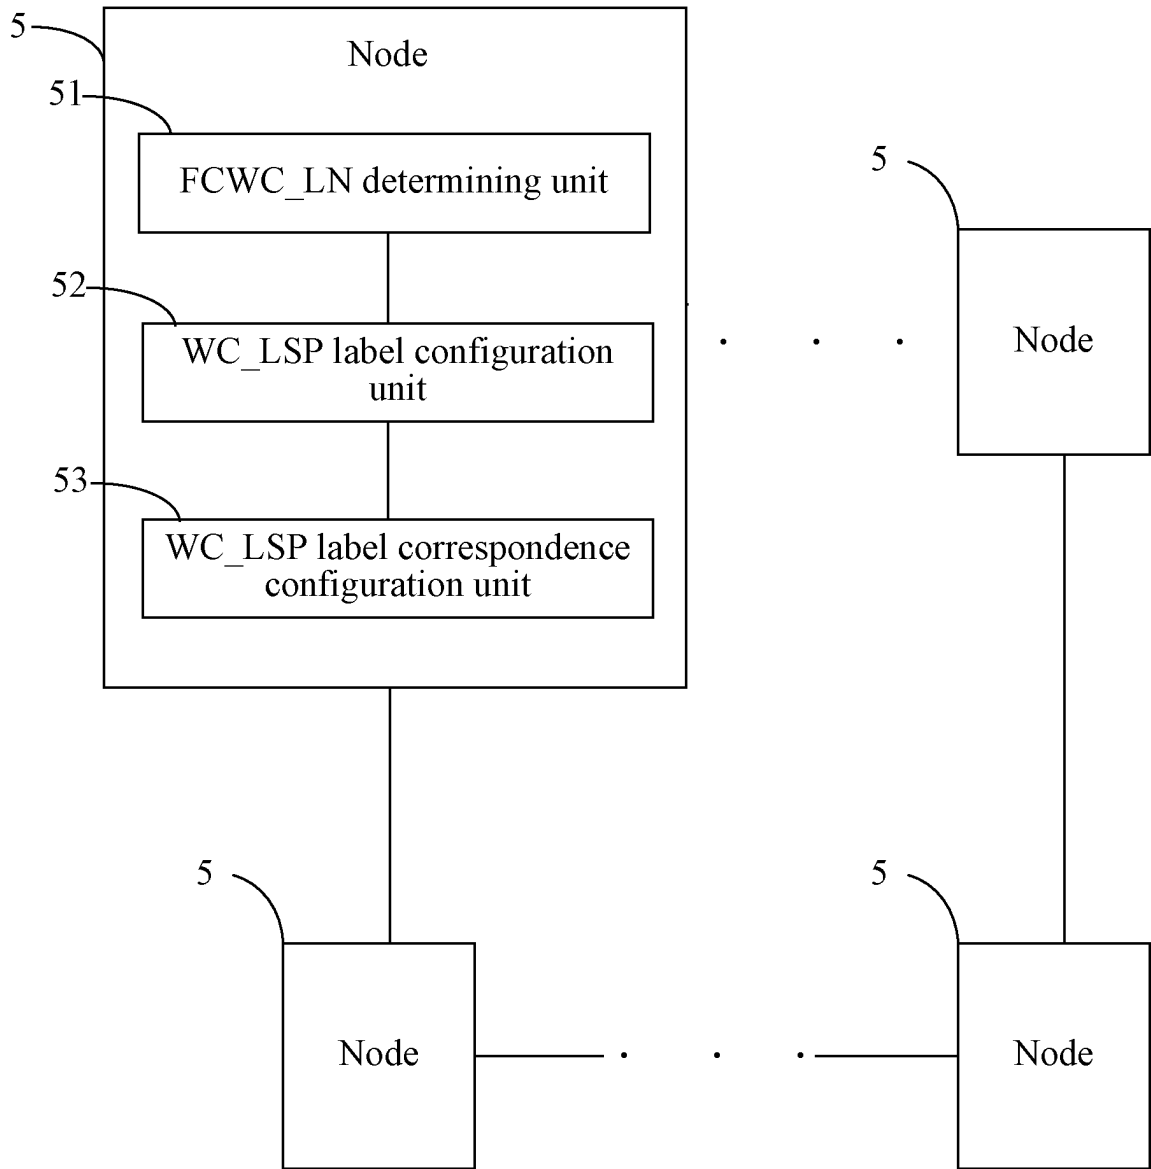 5
Node
51
FCWC_LN determining unit
5
52
WC_LSP label configuration
unit
Node
53
WC_LSP label correspondence
configuration unit
5
5
Node
Node